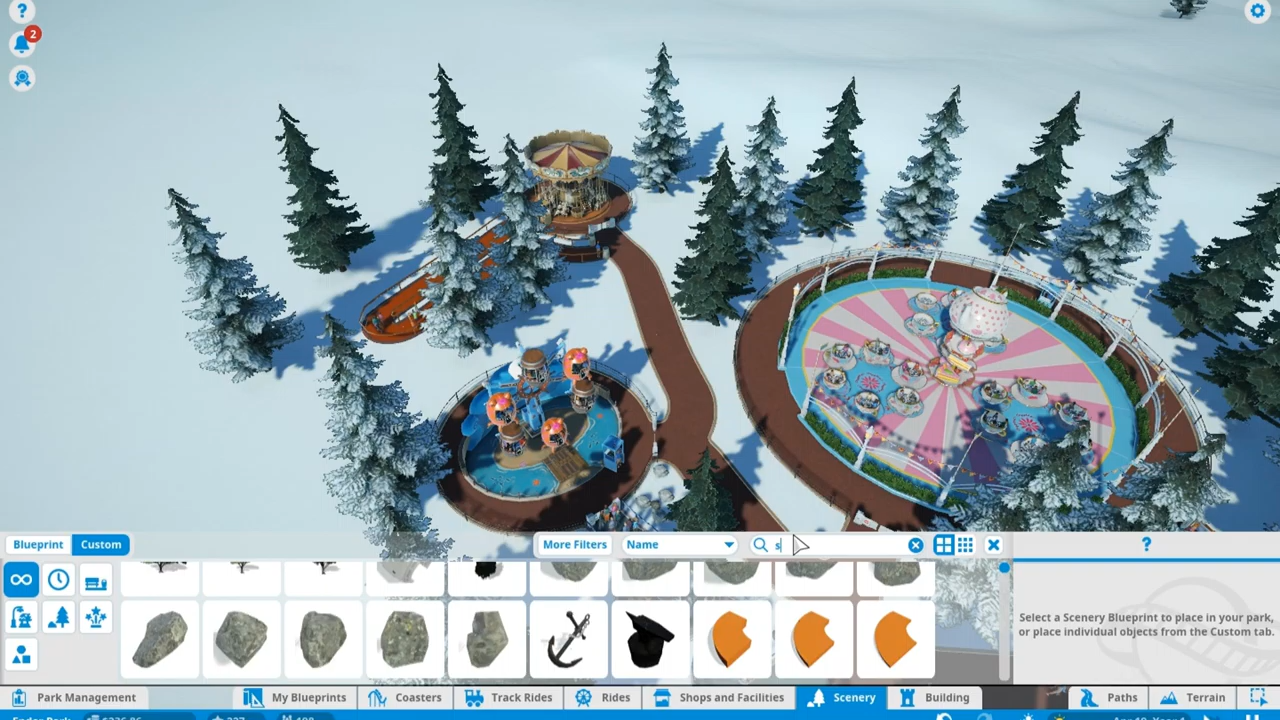 ?
2
Blueprint Custom More Filters Name s ?
Select a Scenery Blueprint to place in your park,
or place individual objects from the Custom tab.
Park Management My Blueprints Coasters Track Rides Rides Shops and Facilities Scenery Building Paths Terrain